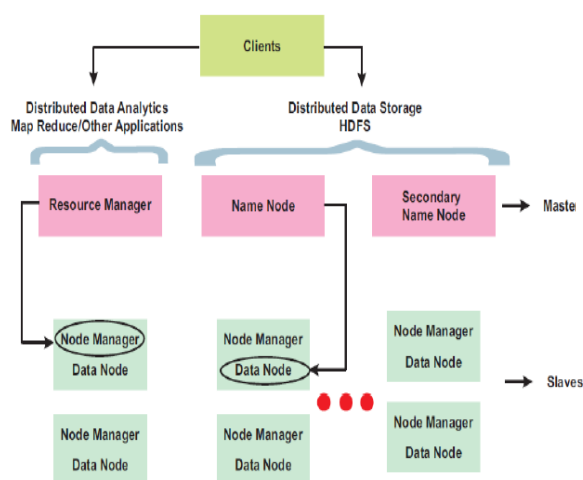 Clients
Distributed Data Analytics
Map Reduce/Other Applications
Distributed Data Storage
HDFS
Resource Manager
Name Node
Secondary
Name Node
Master
Node Manager
Data Node
Node Manager
Data Node
Node Manager
Data Node
Slaves
Node Manager
Data Node
Node Manager
Data Node
Node Manager
Data Node